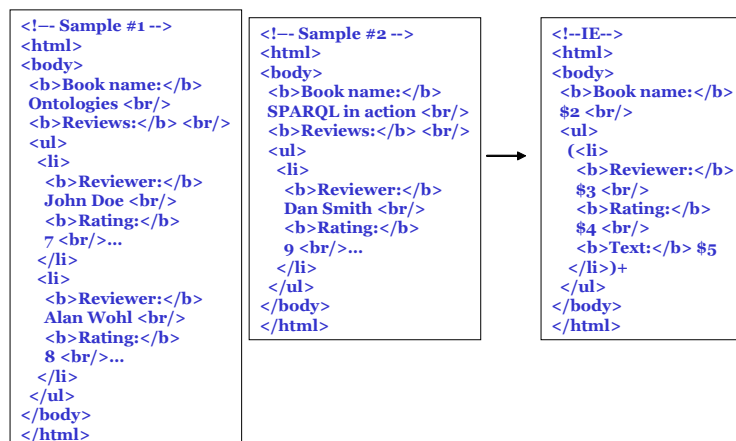 <!–- Sample #1 -->
<html>
<body>
<b>Book name:</b>
Ontologies <br/>
<b>Reviews:</b> <br/>
<ul>
<li>
<b>Reviewer:</b>
John Doe <br/>
<b>Rating:</b>
7 <br/>...
</li>
<li>
<b>Reviewer:</b>
Alan Wohl <br/>
<b>Rating:</b>
8 <br/>...
</li>
</ul>
</body>
</html>
<!–- Sample #2 -->
<html>
<body>
<b>Book name:</b>
SPARQL in action <br/>
<b>Reviews:</b> <br/>
<ul>
<li>
<b>Reviewer:</b>
Dan Smith <br/>
<b>Rating:</b>
9 <br/>...
</li>
</ul>
</body>
</html>
<!--IE-->
<html>
<body>
<b>Book name:</b>
$2 <br/>
<ul>
(<li>
<b>Reviewer:</b>
$3 <br/>
<b>Rating:</b>
$4 <br/>
<b>Text:</b> $5
</li>)+
</ul>
</body>
</html>